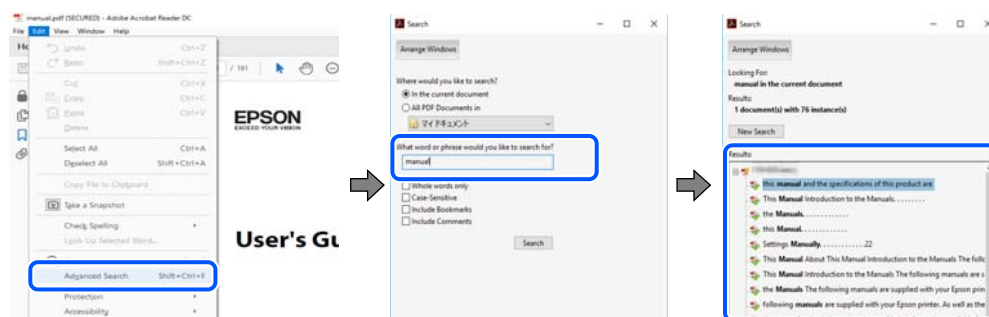 manual.pdf (SECURED) - Adobe Acrobat Reader DC
File Edit View Window Help
Undo Ctrl+Z
Redo Shift+Ctrl+Z
Cut Ctrl+X
Copy Ctrl+C
Paste Ctrl+V
Delete
Select All Ctrl+A
Deselect All Shift+Ctrl+A
Copy File to Clipboard
Take a Snapshot
Check Spelling
Look Up Selected Word...
Advanced Search Shift+Ctrl+F
Protection
Accessibility
/ 181
EPSON
EXCEED YOUR VISION
User's Gu
Search
Arrange Windows
Where would you like to search?
In the current document
All PDF Documents in
マイ ドキュメント
What word or phrase would you like to search for?
manual
Whole words only
Case-Sensitive
Include Bookmarks
Include Comments
Search
Search
Arrange Windows
Looking For:
manual in the current document
Results:
1 document(s) with 76 instance(s)
New Search
Results:
this manual and the specifications of this product are
This Manual Introduction to the Manuals. . . . . . . .
the Manuals. . . . . . . . . . . .
this Manual. . . . . . . . . . . .
Settings Manually. . . . . . . . . . . .22
This Manual About This Manual Introduction to the Manuals The follo
This Manual Introduction to the Manuals The following manuals are s
the Manuals The following manuals are supplied with your Epson prin
following manuals are supplied with your Epson printer. As well as the